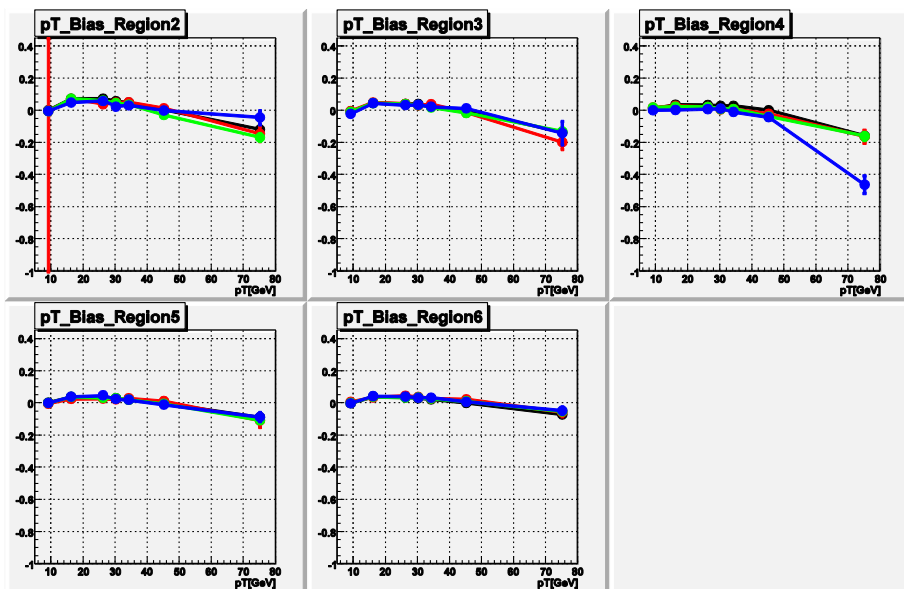 pT_Bias_Region2
0.4
0.2
0
-0.2
-0.4
-0.6
-0.8
-1
10 20 30 40 50 60 70 80
pT[GeV]
pT_Bias_Region3
0.4
0.2
0
-0.2
-0.4
-0.6
-0.8
-1
10 20 30 40 50 60 70 80
pT[GeV]
pT_Bias_Region4
0.4
0.2
0
-0.2
-0.4
-0.6
-0.8
-1
10 20 30 40 50 60 70 80
pT[GeV]
pT_Bias_Region5
0.4
0.2
0
-0.2
-0.4
-0.6
-0.8
-1
10 20 30 40 50 60 70 80
pT[GeV]
pT_Bias_Region6
0.4
0.2
0
-0.2
-0.4
-0.6
-0.8
-1
10 20 30 40 50 60 70 80
pT[GeV]